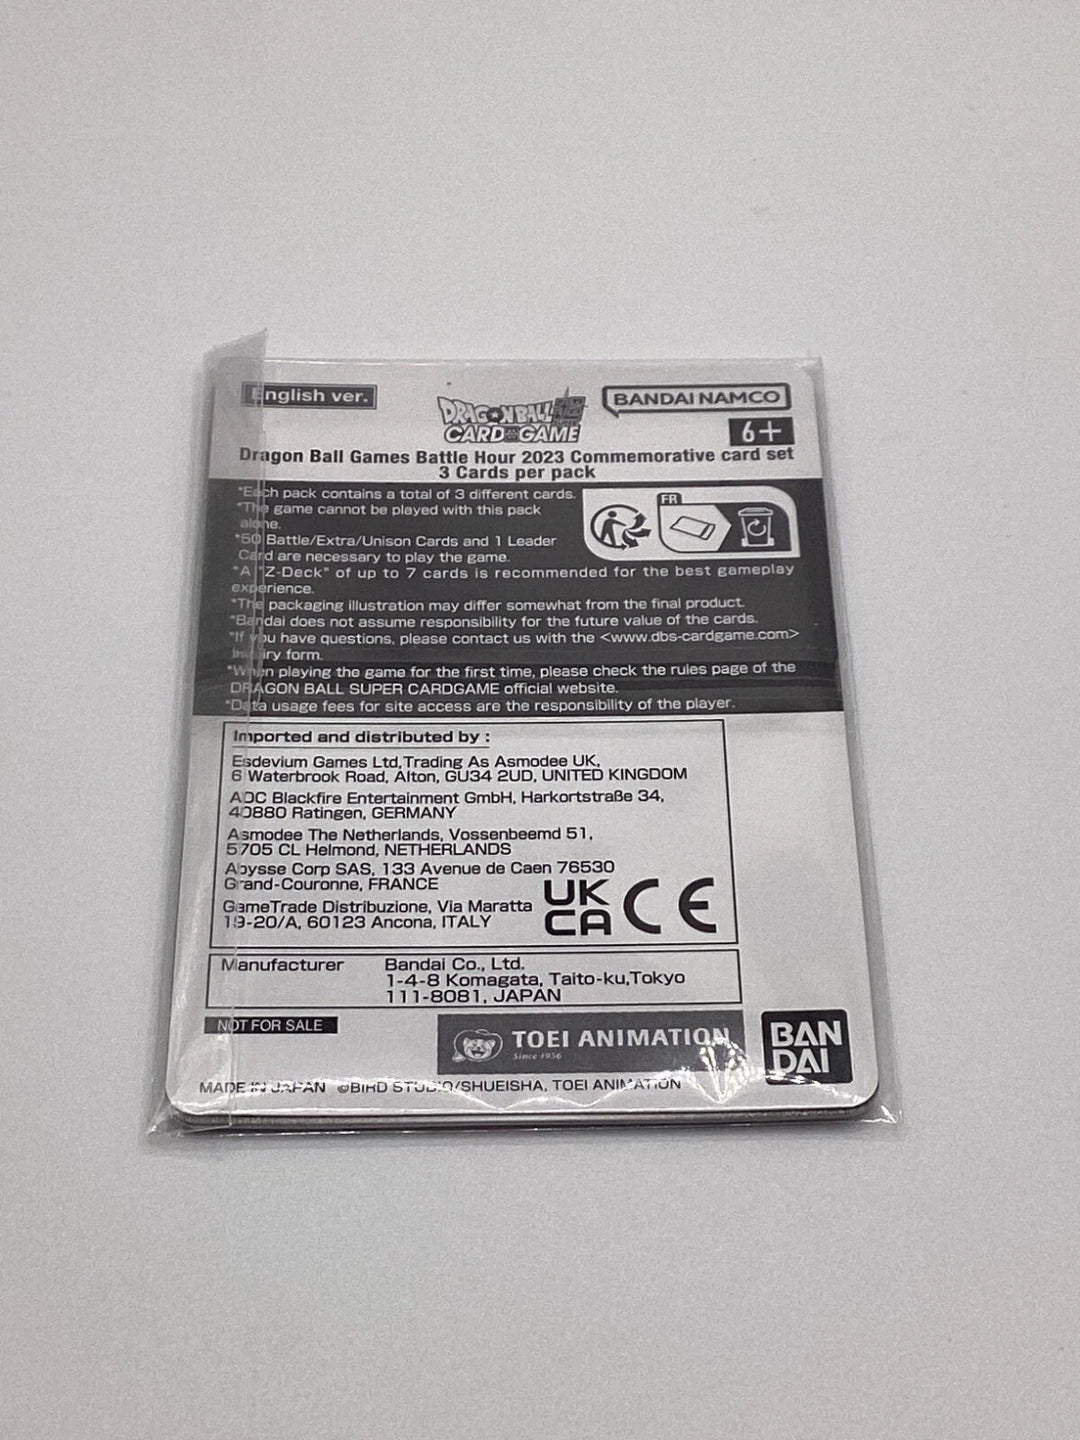 English ver.
DRAGON BALL SUPER
CARD GAME
BANDAI NAMCO
6+
Dragon Ball Games Battle Hour 2023 Commemorative card set
3 Cards per pack
*Each pack contains a total of 3 different cards.
*The game cannot be played with this pack
alone.
*50 Battle/Extra/Unison Cards and 1 Leader
Card are necessary to play the game.
*A "Z-Deck" of up to 7 cards is recommended for the best gameplay
experience.
*The packaging illustration may differ somewhat from the final product.
*Bandai does not assume responsibility for the future value of the cards.
*If you have questions, please contact us with the <www.dbs-cardgame.com>
inquiry form.
*When playing the game for the first time, please check the rules page of the
DRAGON BALL SUPER CARDGAME official website.
*Data usage fees for site access are the responsibility of the player.
FR
Imported and distributed by :
Esdevium Games Ltd,Trading As Asmodee UK,
6 Waterbrook Road, Alton, GU34 2UD, UNITED KINGDOM
ADC Blackfire Entertainment GmbH, Harkortstraße 34,
40880 Ratingen, GERMANY
Asmodee The Netherlands, Vossenbeemd 51,
5705 CL Helmond, NETHERLANDS
Abysse Corp SAS, 133 Avenue de Caen 76530
Grand-Couronne, FRANCE
GameTrade Distribuzione, Via Maratta
19-20/A, 60123 Ancona, ITALY
UK
CA CE
Manufacturer Bandai Co., Ltd.
1-4-8 Komagata, Taito-ku,Tokyo
111-8081, JAPAN
NOT FOR SALE
TOEI ANIMATION
Since 1956
BAN
DAI
MADE IN JAPAN ©BIRD STUDIO/SHUEISHA, TOEI ANIMATION